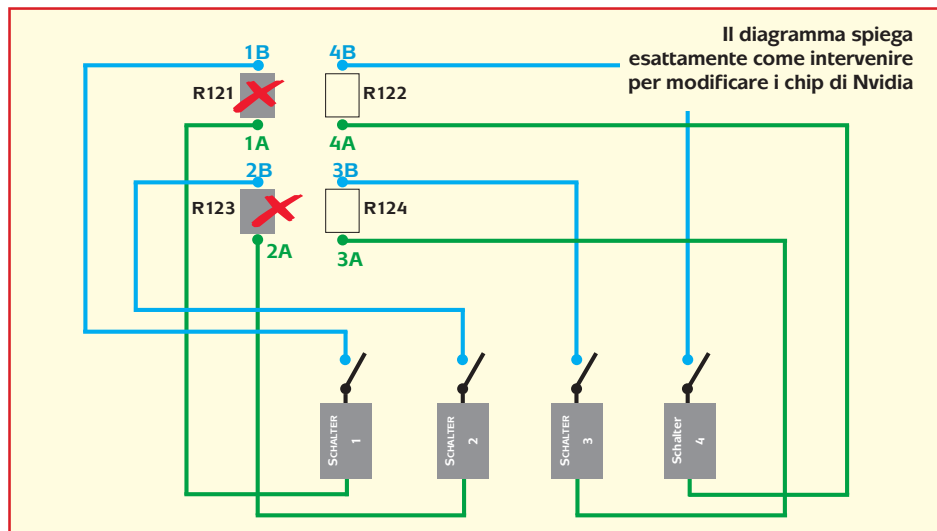 Il diagramma spiega
esattamente come intervenire
per modificare i chip di Nvidia
1B
4B
R121
R122
1A
4A
2B
3B
R123
R124
2A
3A
SCHALTER
1
SCHALTER
2
SCHALTER
3
Schalter
4